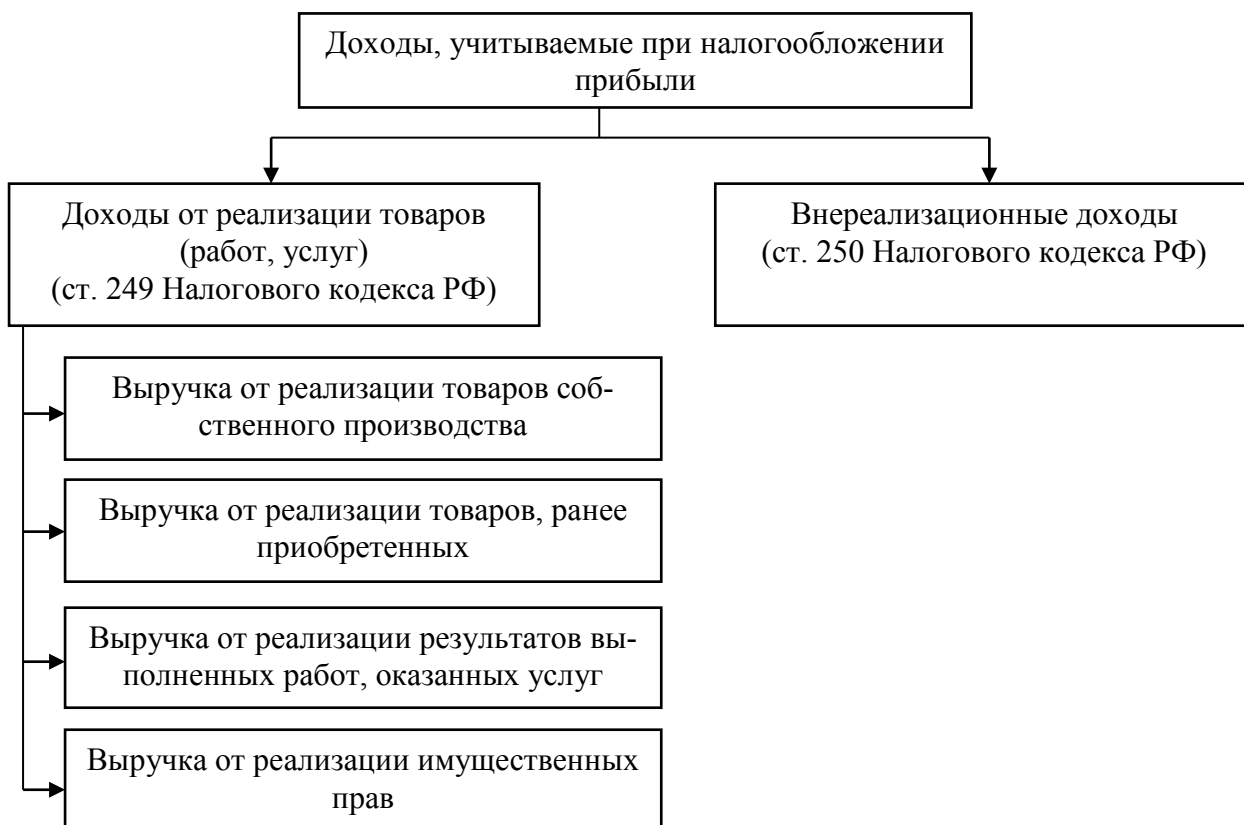 Доходы, учитываемые при налогообложении
прибыли
Доходы от реализации товаров
(работ, услуг)
(ст. 249 Налогового кодекса РФ)
Внереализационные доходы
(ст. 250 Налогового кодекса РФ)
Выручка от реализации товаров соб-
ственного производства
Выручка от реализации товаров, ранее
приобретенных
Выручка от реализации результатов вы-
полненных работ, оказанных услуг
Выручка от реализации имущественных
прав